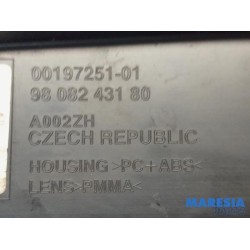 00197251-01
98 082 431 80
A002ZH
CZECH REPUBLIC
HOUSING >PC+ABS<
LENS>PMMA<
MARESIA